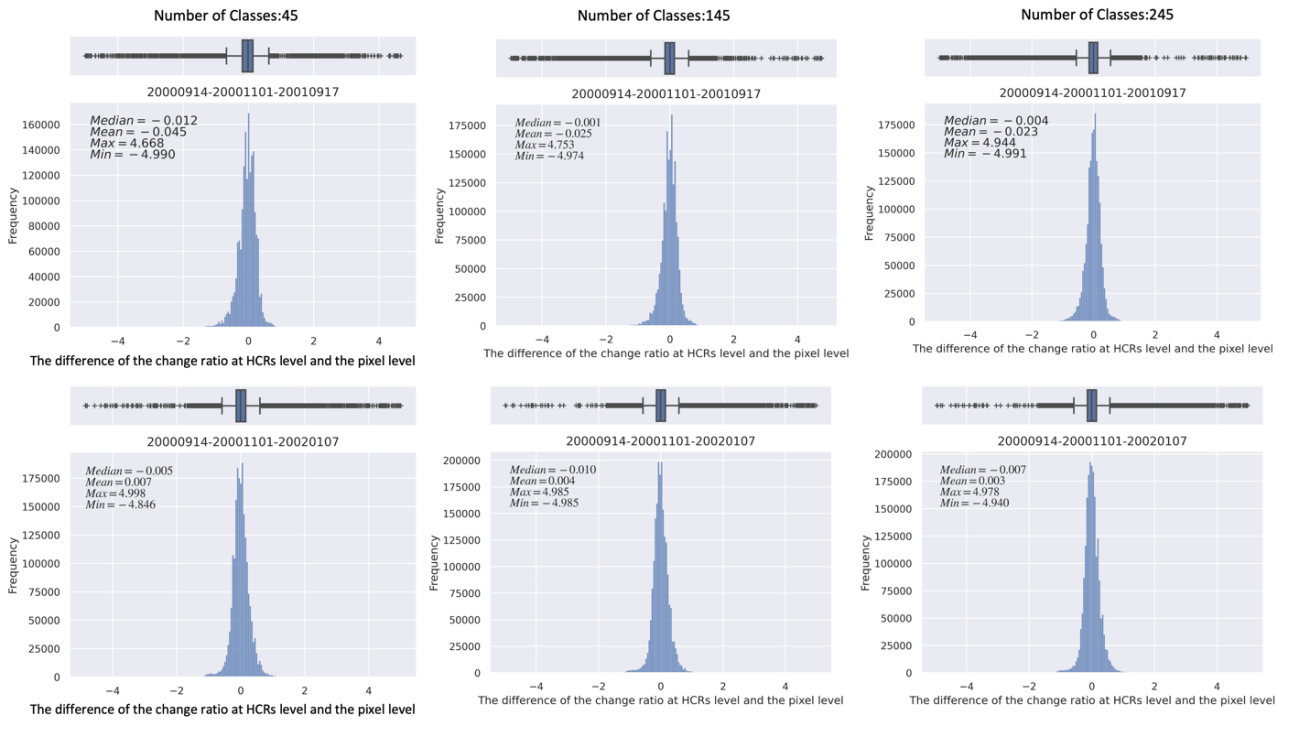 Number of Classes:45
20000914-20001101-20010917
Median = −0.012
Mean = −0.045
Max = 4.668
Min = −4.990
160000
140000
120000
100000
80000
60000
40000
20000
0
Frequency
−4 −2 0 2 4
The difference of the change ratio at HCRs level and the pixel level
Number of Classes:145
20000914-20001101-20010917
Median = −0.001
Mean = −0.025
Max = 4.753
Min = −4.974
175000
150000
125000
100000
75000
50000
25000
0
Frequency
−4 −2 0 2 4
The difference of the change ratio at HCRs level and the pixel level
Number of Classes:245
20000914-20001101-20010917
Median = −0.004
Mean = −0.023
Max = 4.944
Min = −4.991
175000
150000
125000
100000
75000
50000
25000
0
Frequency
−4 −2 0 2 4
The difference of the change ratio at HCRs level and the pixel level
20000914-20001101-20020107
Median = −0.005
Mean = 0.007
Max = 4.998
Min = −4.846
175000
150000
125000
100000
75000
50000
25000
0
Frequency
−4 −2 0 2 4
The difference of the change ratio at HCRs level and the pixel level
20000914-20001101-20020107
Median = −0.010
Mean = 0.004
Max = 4.985
Min = −4.985
200000
175000
150000
125000
100000
75000
50000
25000
0
Frequency
−4 −2 0 2 4
The difference of the change ratio at HCRs level and the pixel level
20000914-20001101-20020107
Median = −0.007
Mean = 0.003
Max = 4.978
Min = −4.940
200000
175000
150000
125000
100000
75000
50000
25000
0
Frequency
−4 −2 0 2 4
The difference of the change ratio at HCRs level and the pixel level